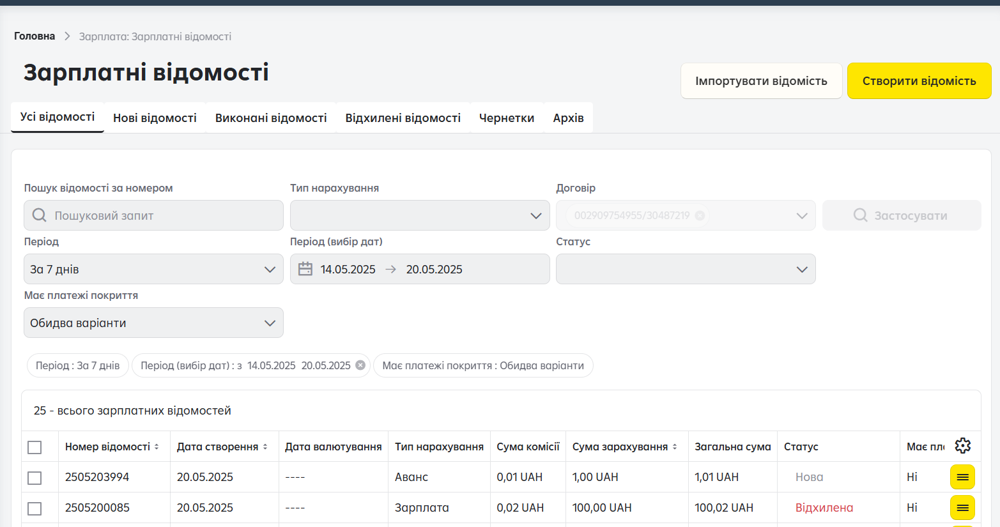 Головна > Зарплата: Зарплатні відомості
Зарплатні відомості
Імпортувати відомість Створити відомість
Усі відомості Нові відомості Виконані відомості Відхилені відомості Чернетки Архів
Пошук відомості за номером Тип нарахування Договір
Пошуковий запит 002909754955/30487219 Застосувати
Період Період (вибір дат) Статус
За 7 днів 14.05.2025 → 20.05.2025
Має платежі покриття
Обидва варіанти
Період : За 7 днів Період (вибір дат) : з 14.05.2025 20.05.2025 Має платежі покриття : Обидва варіанти
25 - всього зарплатних відомостей
Номер відомості Дата створення Дата валютування Тип нарахування Сума комісії Сума зарахування Загальна сума Статус Має пл
2505203994 20.05.2025 ---- Аванс 0,01 UAH 1,00 UAH 1,01 UAH Нова Ні
2505200085 20.05.2025 ---- Зарплата 0,02 UAH 100,00 UAH 100,02 UAH Відхилена Ні